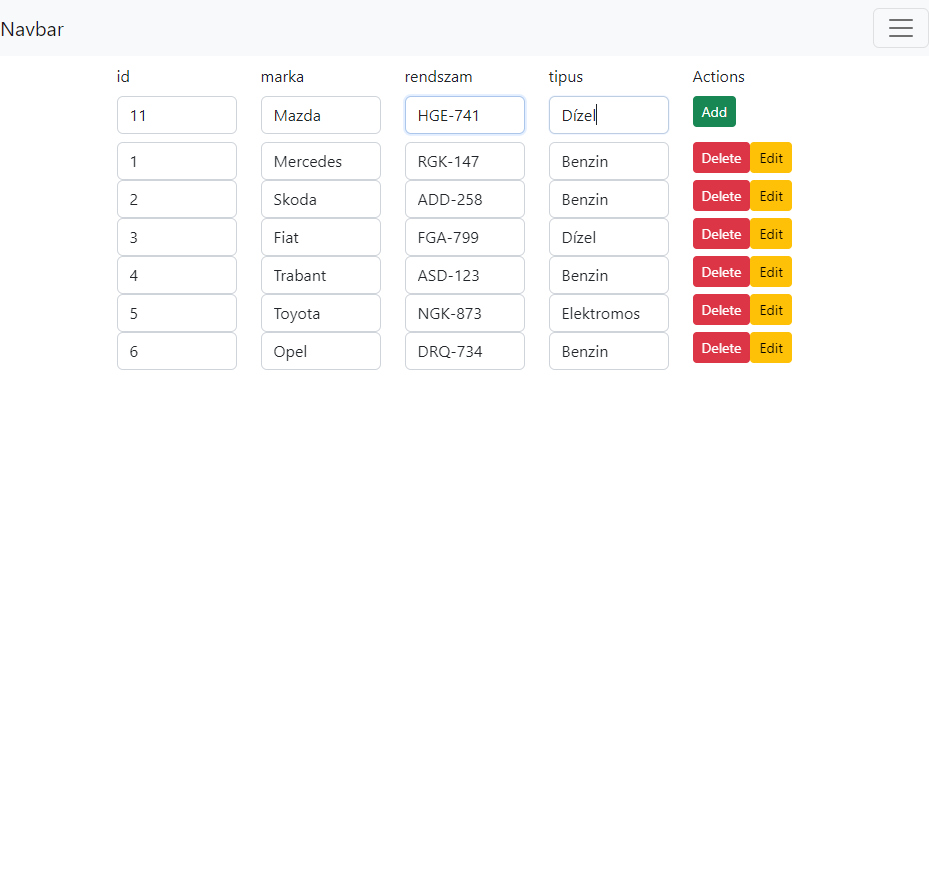 Navbar
id marka rendszam tipus Actions
11 Mazda HGE-741 Dízel Add
1 Mercedes RGK-147 Benzin Delete Edit
2 Skoda ADD-258 Benzin Delete Edit
3 Fiat FGA-799 Dízel Delete Edit
4 Trabant ASD-123 Benzin Delete Edit
5 Toyota NGK-873 Elektromos Delete Edit
6 Opel DRQ-734 Benzin Delete Edit